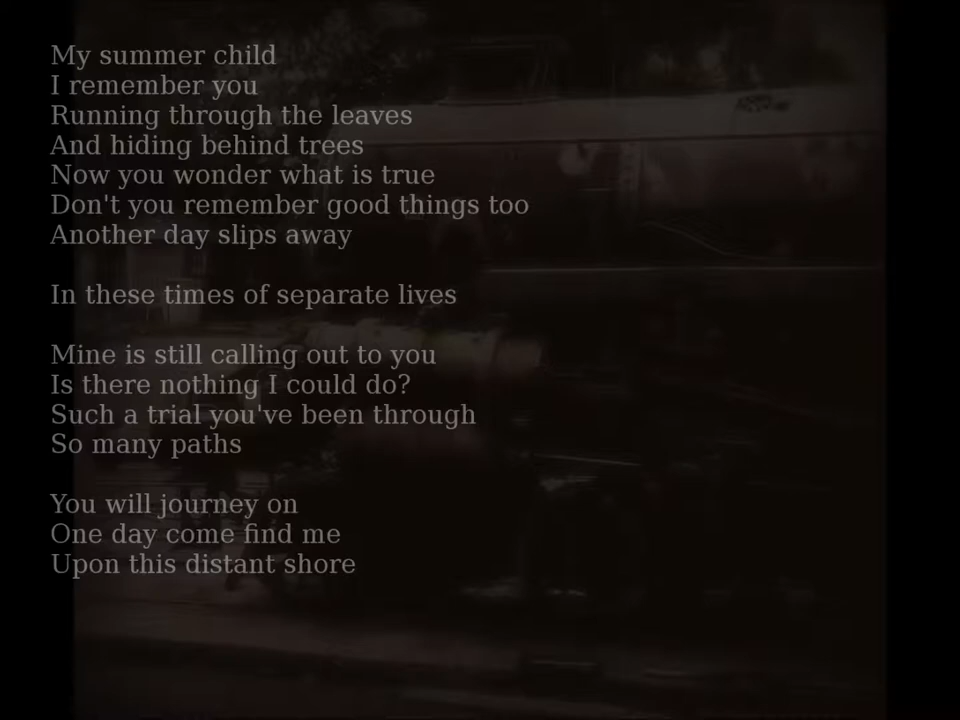 My summer child
I remember you
Running through the leaves
And hiding behind trees
Now you wonder what is true
Don't you remember good things too
Another day slips away
In these times of separate lives
Mine is still calling out to you
Is there nothing I could do?
Such a trial you've been through
So many paths
You will journey on
One day come find me
Upon this distant shore